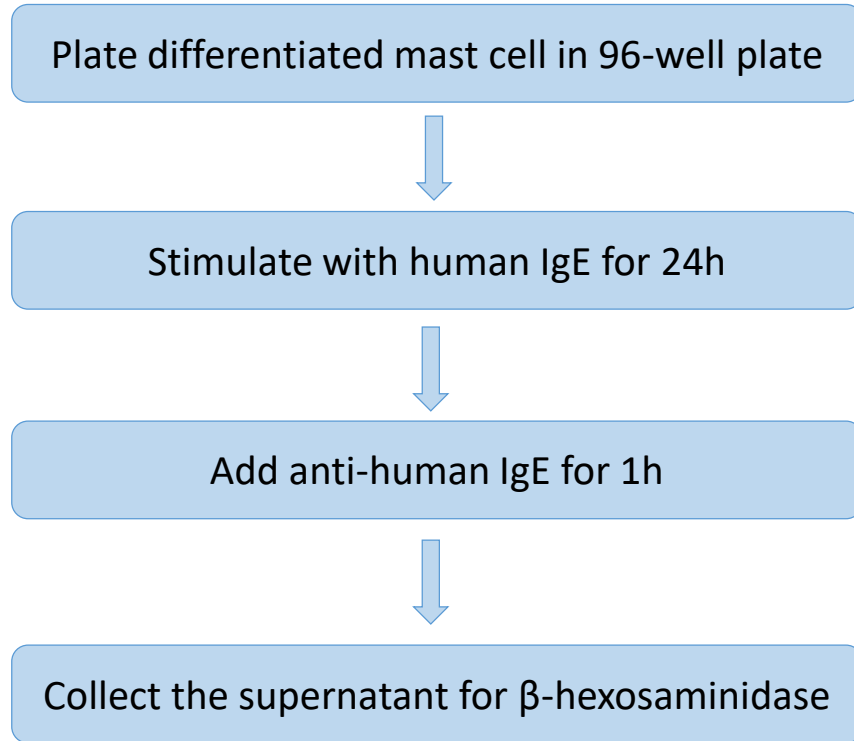 Plate differentiated mast cell in 96-well plate
Stimulate with human IgE for 24h
Add anti-human IgE for 1h
Collect the supernatant for β-hexosaminidase